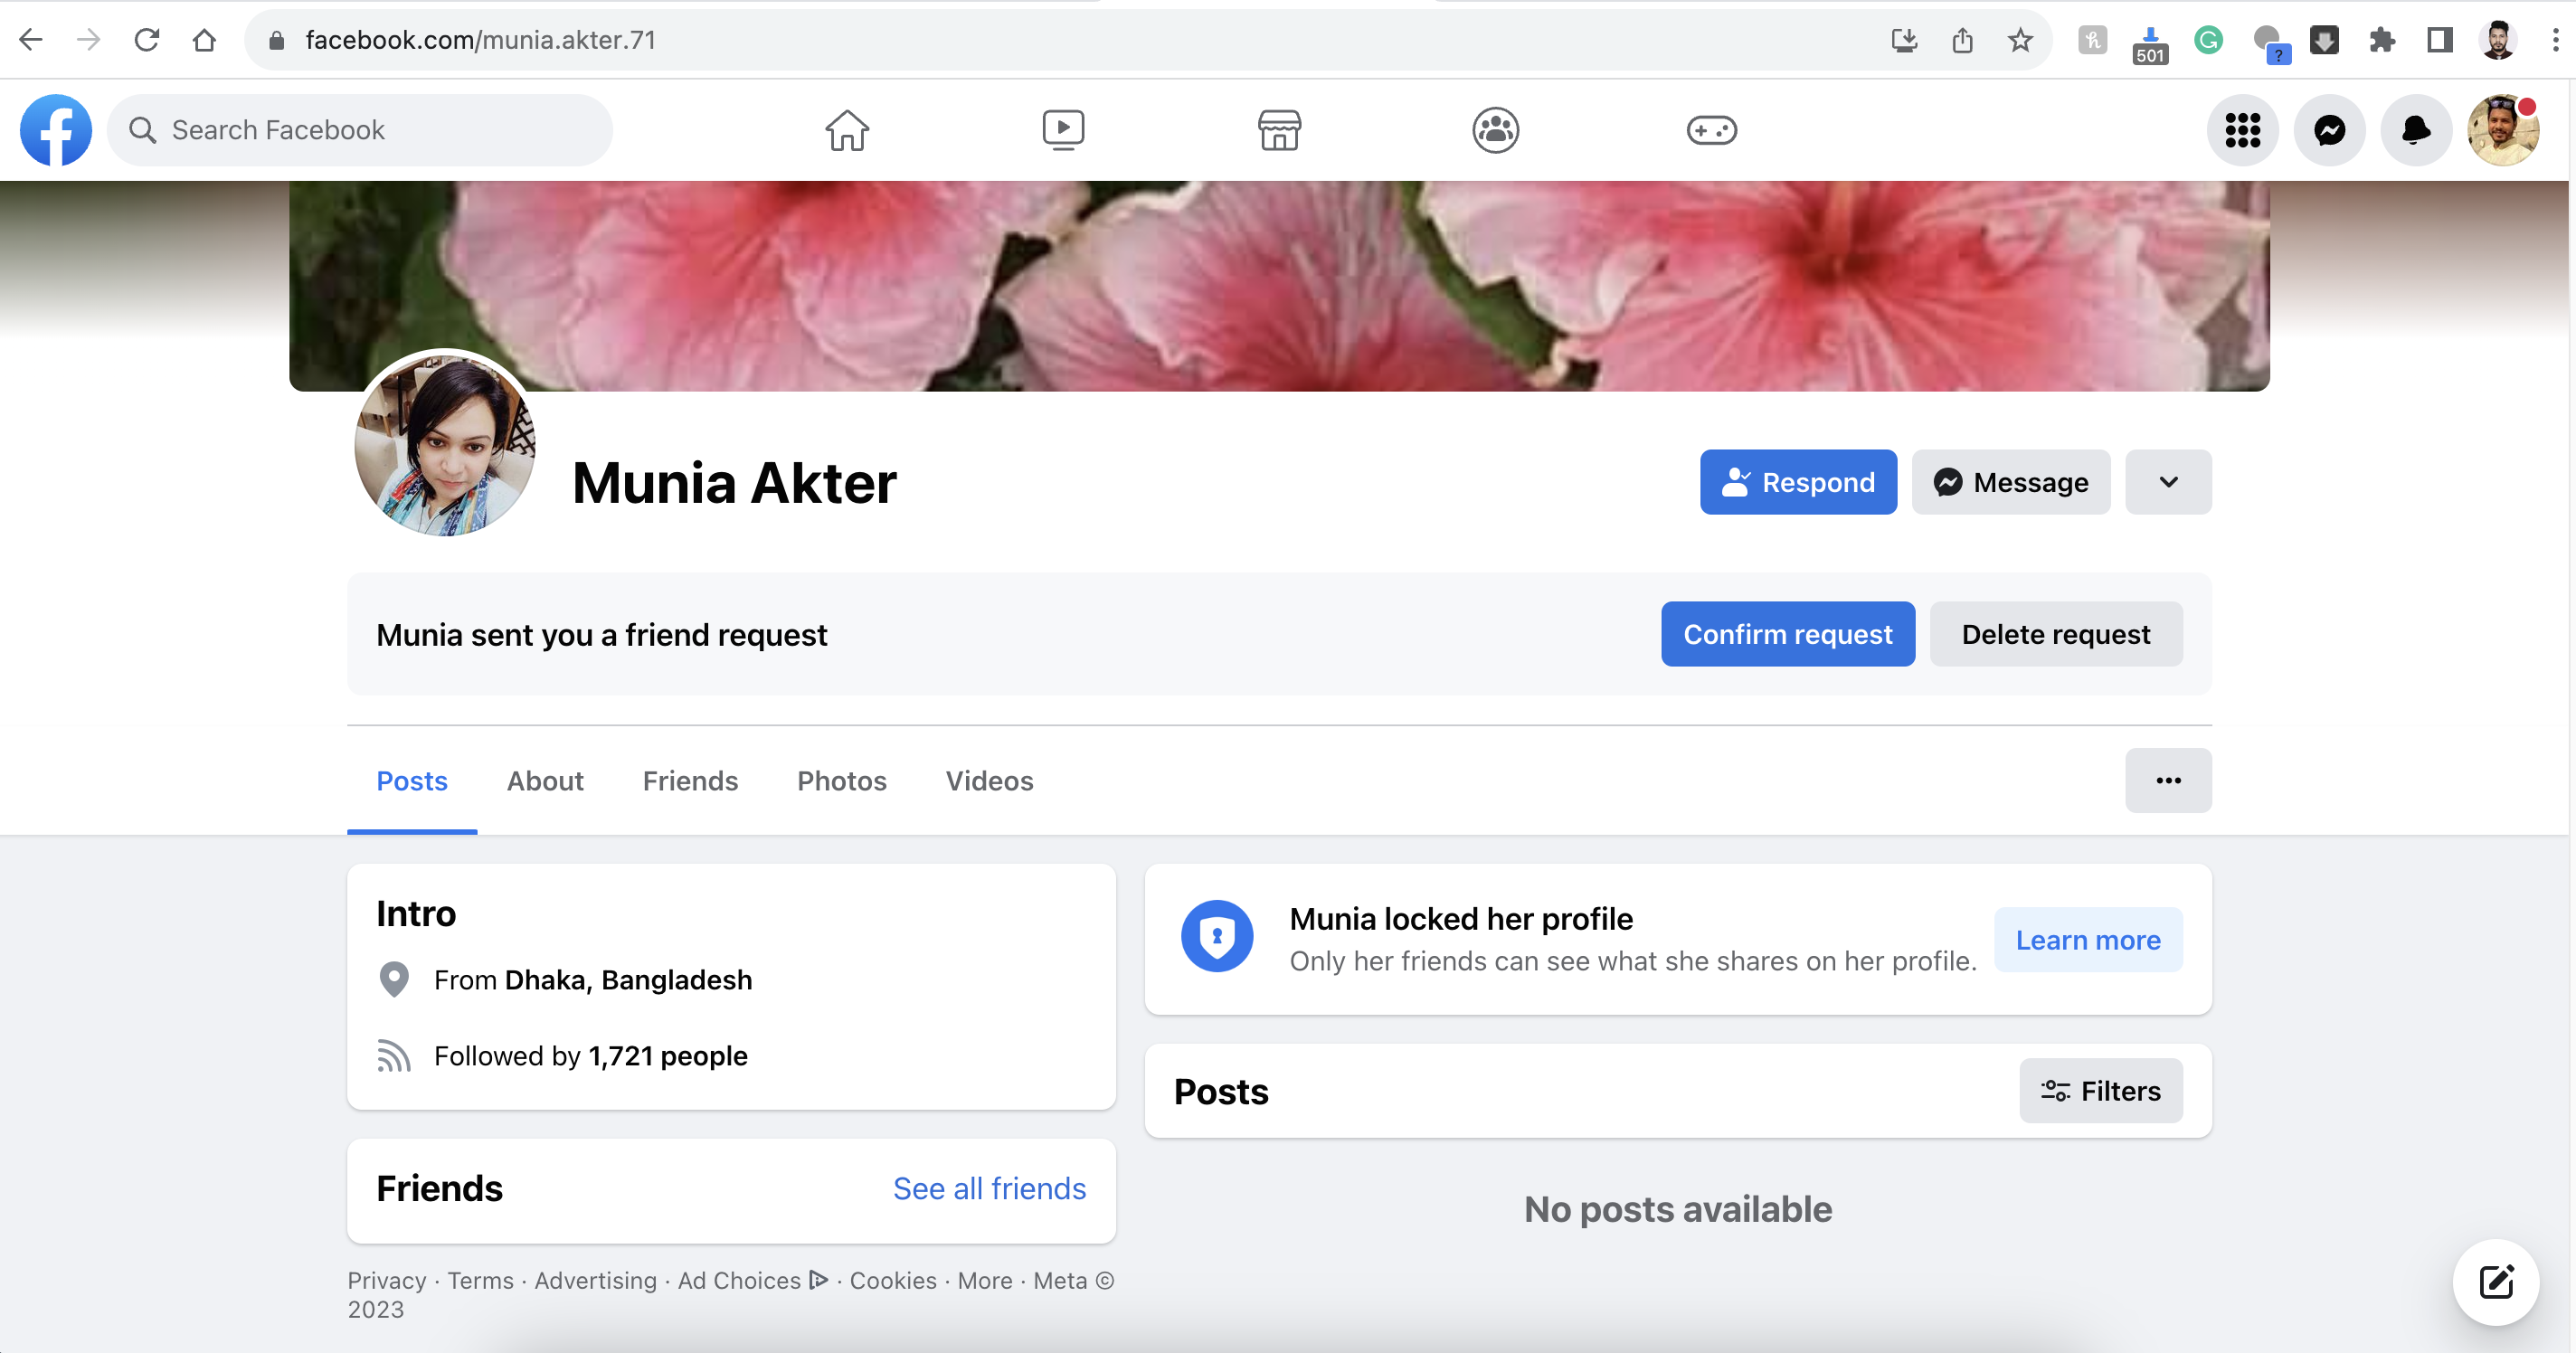 facebook.com/munia.akter.71
501
?
Search Facebook
Munia Akter
Respond
Message
Munia sent you a friend request
Confirm request
Delete request
Posts
About
Friends
Photos
Videos
Intro
From Dhaka, Bangladesh
Followed by 1,721 people
Friends
See all friends
Privacy · Terms · Advertising · Ad Choices · Cookies · More · Meta ©
2023
Munia locked her profile
Only her friends can see what she shares on her profile.
Learn more
Posts
Filters
No posts available